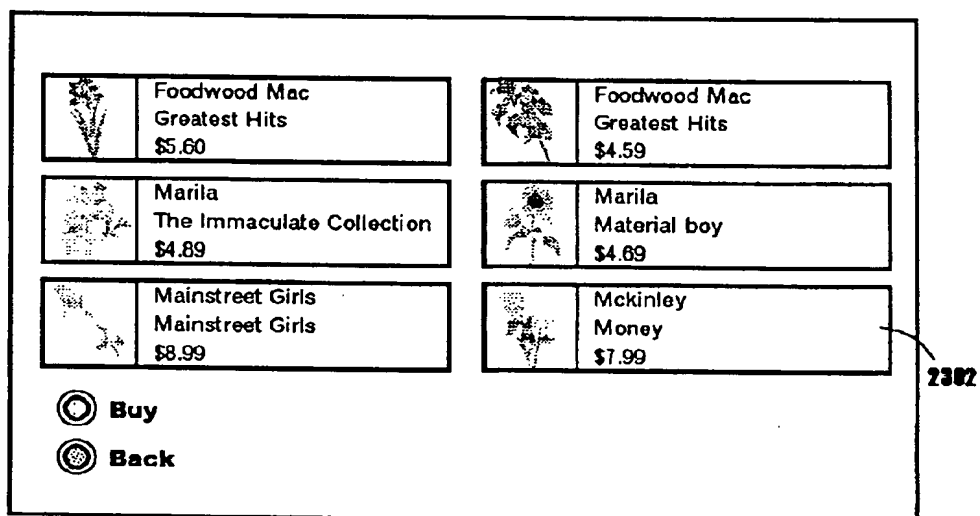 Foodwood Mac
Greatest Hits
$5.60
Foodwood Mac
Greatest Hits
$4.59
Marila
The Immaculate Collection
$4.89
Marila
Material boy
$4.69
Mainstreet Girls
Mainstreet Girls
$8.99
Mckinley
Money
$7.99
2302
Buy
Back